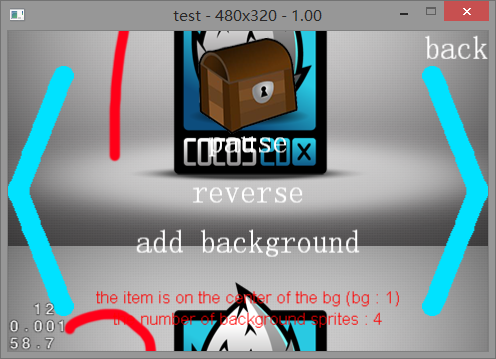 test - 480x320 - 1.00
back
COCOS2DX
pause
reverse
add background
the item is on the center of the bg (bg : 1)
the number of background sprites : 4
12
0.001
58.7